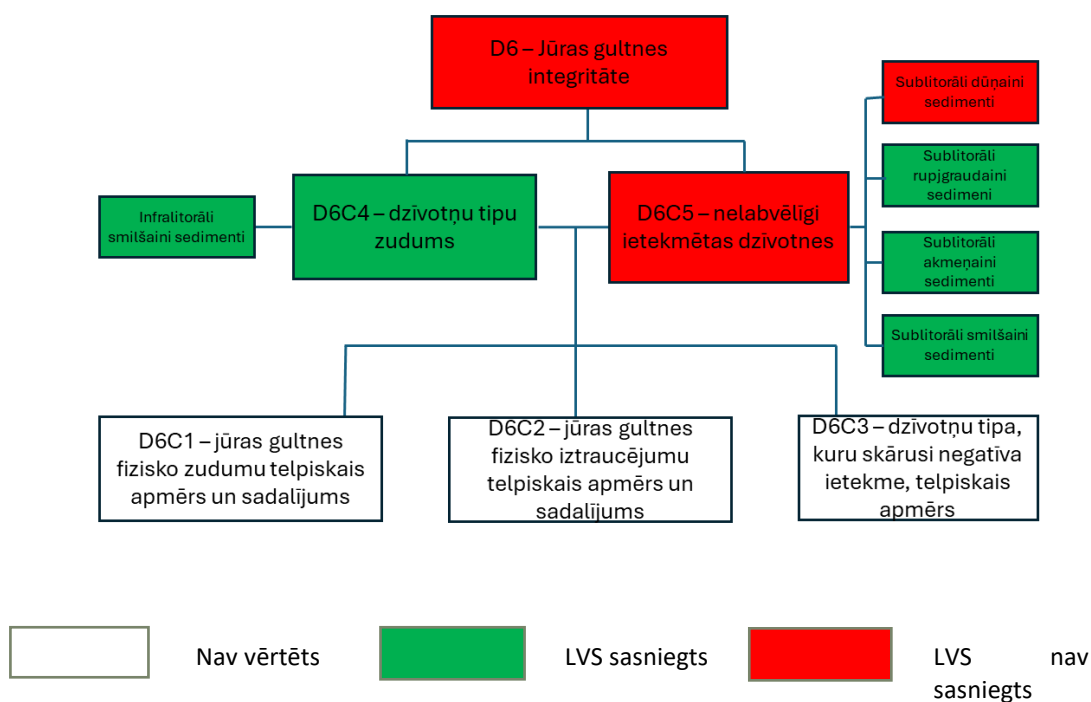 D6 – Jūras gultnes
integritāte
Sublitorāli dūņaini
sedimenti
Sublitorāli
rupjgraudaini
sedimeni
Infralitorāli
smilšaini sedimenti
D6C4 – dzīvotņu tipu
zudums
D6C5 – nelabvēlīgi
ietekmētas dzīvotnes
Sublitorāli
akmeņaini
sedimenti
Sublitorāli smilšaini
sedimenti
D6C1 – jūras gultnes
fizisko zudumu telpiskais
apmērs un sadalījums
D6C2 – jūras gultnes
fizisko iztraucējumu
telpiskais apmērs un
sadalījums
D6C3 – dzīvotņu tipa,
kuru skārusi negatīva
ietekme, telpiskais
apmērs
Nav vērtēts
LVS sasniegts
LVS nav
sasniegts